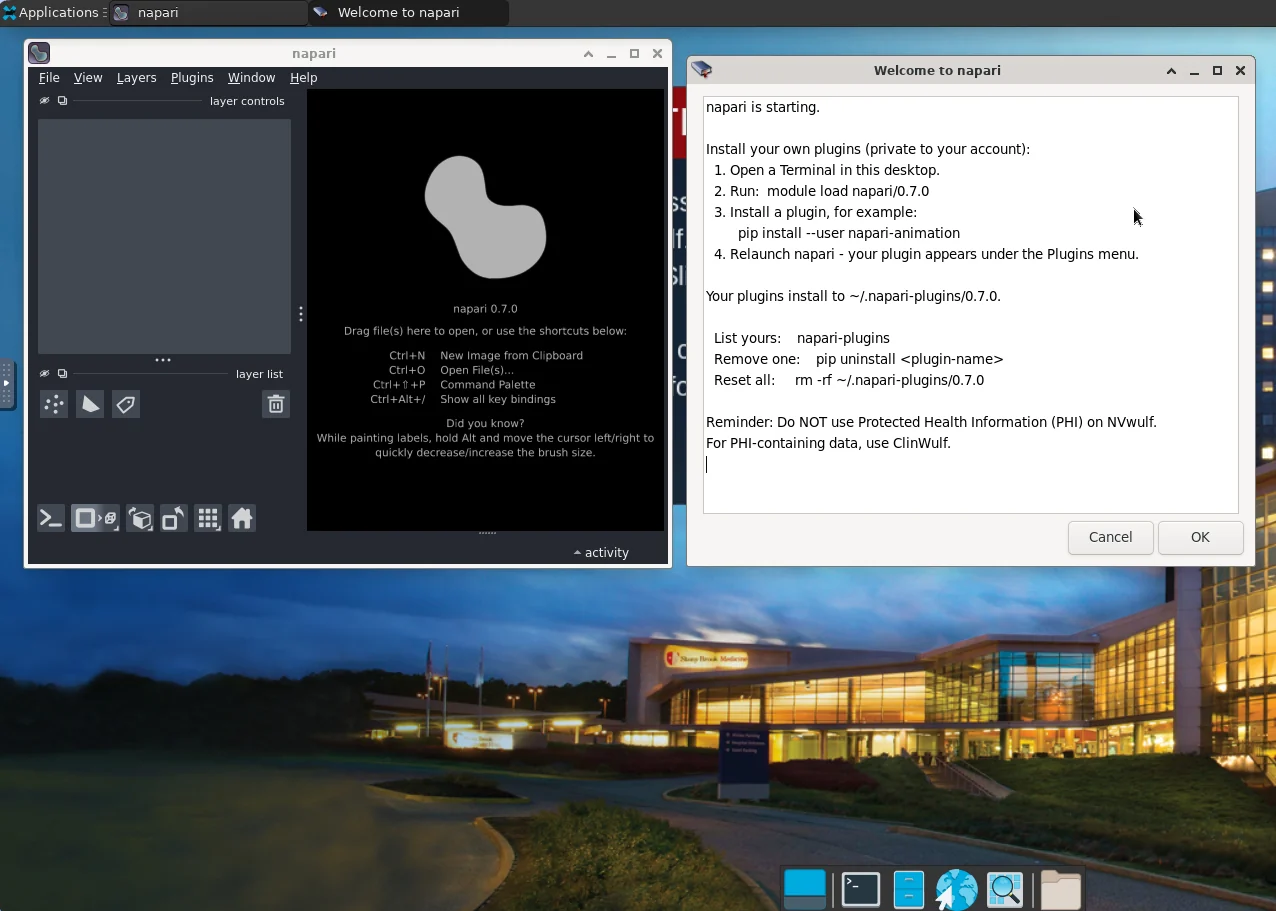 Applications
napari
Welcome to napari
napari
File View Layers Plugins Window Help
layer controls
layer list
napari 0.7.0
Drag file(s) here to open, or use the shortcuts below:
Ctrl+N New Image from Clipboard
Ctrl+O Open File(s)...
Ctrl+⇧+P Command Palette
Ctrl+Alt+/ Show all key bindings
Did you know?
While painting labels, hold Alt and move the cursor left/right to
quickly decrease/increase the brush size.
activity
Welcome to napari
napari is starting.
Install your own plugins (private to your account):
1. Open a Terminal in this desktop.
2. Run: module load napari/0.7.0
3. Install a plugin, for example:
pip install --user napari-animation
4. Relaunch napari - your plugin appears under the Plugins menu.
Your plugins install to ~/.napari-plugins/0.7.0.
List yours: napari-plugins
Remove one: pip uninstall <plugin-name>
Reset all: rm -rf ~/.napari-plugins/0.7.0
Reminder: Do NOT use Protected Health Information (PHI) on NVwulf.
For PHI-containing data, use ClinWulf.
Cancel OK
Stony Brook Medicine